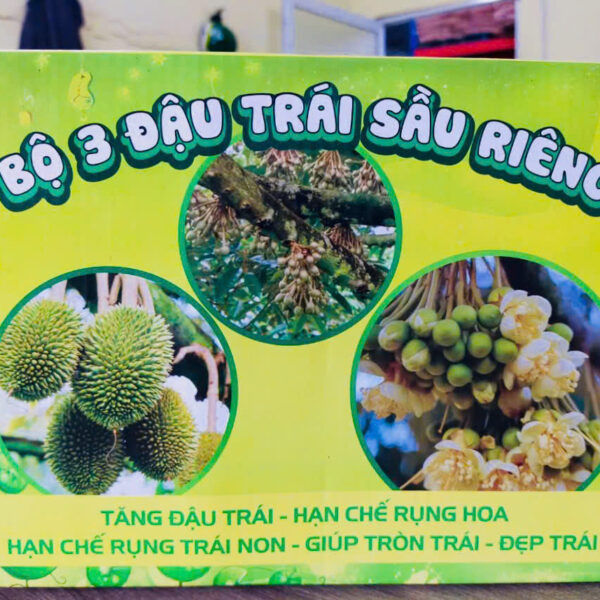 BỘ 3 ĐẬU TRÁI SẦU RIÊNG
TĂNG ĐẬU TRÁI - HẠN CHẾ RỤNG HOA
HẠN CHẾ RỤNG TRÁI NON - GIÚP TRÒN TRÁI - ĐẸP TRÁI